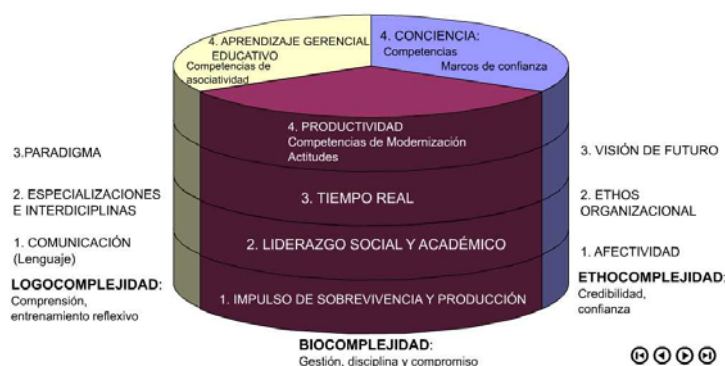 4. APRENDIZAJE GERENCIAL
EDUCATIVO
Competencias de
asociatividad
4. CONCIENCIA:
Competencias
Marcos de confianza
4. PRODUCTIVIDAD
Competencias de Modernización
Actitudes
3.PARADIGMA
3. VISIÓN DE FUTURO
3. TIEMPO REAL
2. ESPECIALIZACIONES
E INTERDICIPLINAS
2. ETHOS
ORGANIZACIONAL
2. LIDERAZGO SOCIAL Y ACADÉMICO
1. COMUNICACIÓN
(Lenguaje)
1. AFECTIVIDAD
LOGOCOMPLEJIDAD:
Comprensión,
entrenamiento reflexivo
ETHOCOMPLEJIDAD:
Credibilidad,
confianza
1. IMPULSO DE SOBREVIVENCIA Y PRODUCCIÓN
BIOCOMPLEJIDAD:
Gestión, disciplina y compromiso